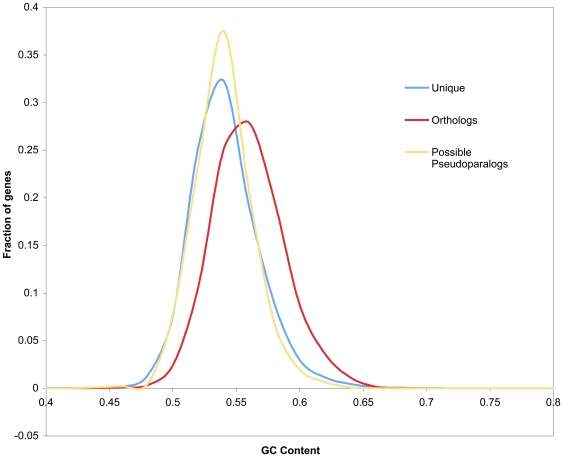 0.4
0.35
0.3
0.25
0.2
0.15
0.1
0.05
0
-0.05
Fraction of genes
0.4 0.45 0.5 0.55 0.6 0.65 0.7 0.75 0.8
GC Content
Unique
Orthologs
Possible
Pseudoparalogs